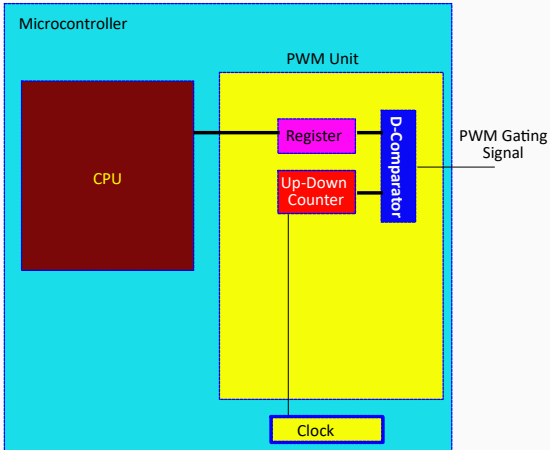 Microcontroller
PWM Unit
CPU
Register
Up-Down
Counter
D-Comparator
PWM Gating
Signal
Clock